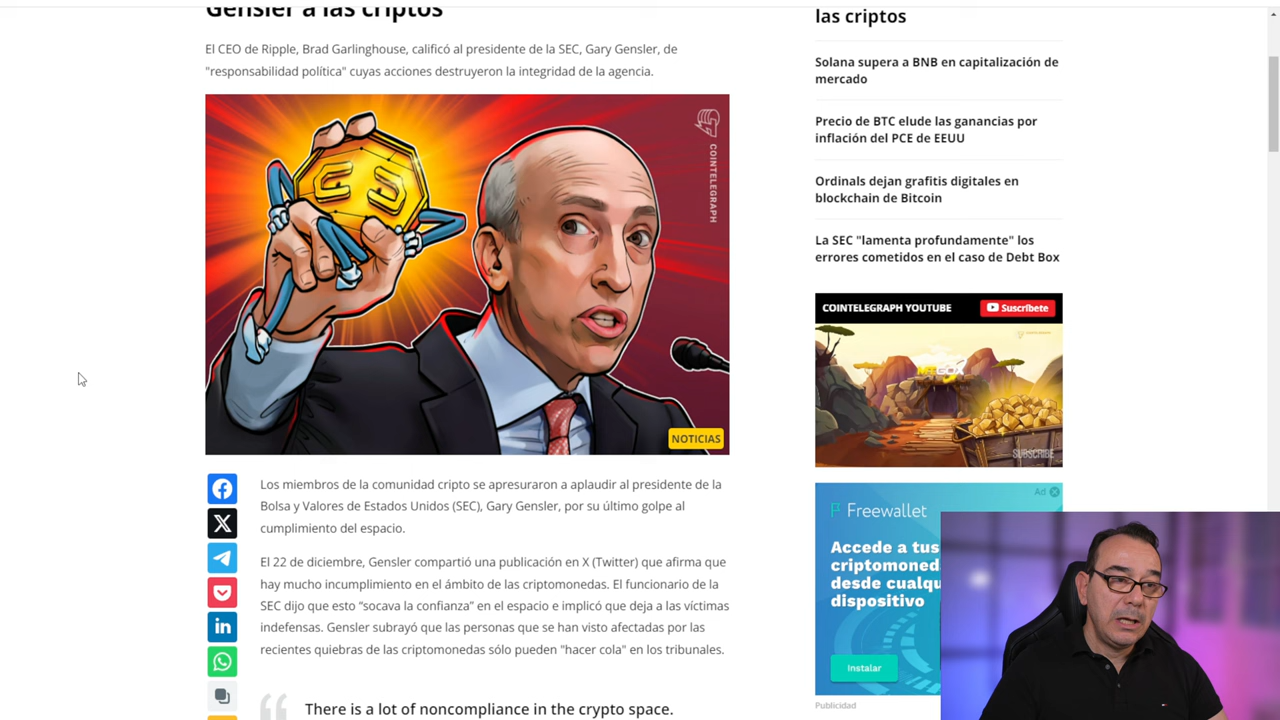 Gensler a las criptos
El CEO de Ripple, Brad Garlinghouse, calificó al presidente de la SEC, Gary Gensler, de
"responsabilidad política" cuyas acciones destruyeron la integridad de la agencia.
COINTELEGRAPH
NOTICIAS
Los miembros de la comunidad cripto se apresuraron a aplaudir al presidente de la
Bolsa y Valores de Estados Unidos (SEC), Gary Gensler, por su último golpe al
cumplimiento del espacio.
El 22 de diciembre, Gensler compartió una publicación en X (Twitter) que afirma que
hay mucho incumplimiento en el ámbito de las criptomonedas. El funcionario de la
SEC dijo que esto “socava la confianza” en el espacio e implicó que deja a las víctimas
indefensas. Gensler subrayó que las personas que se han visto afectadas por las
recientes quiebras de las criptomonedas sólo pueden "hacer cola" en los tribunales.
There is a lot of noncompliance in the crypto space.
las criptos
Solana supera a BNB en capitalización de
mercado
Precio de BTC elude las ganancias por
inflación del PCE de EEUU
Ordinals dejan grafitis digitales en
blockchain de Bitcoin
La SEC "lamenta profundamente" los
errores cometidos en el caso de Debt Box
COINTELEGRAPH YOUTUBE
Suscríbete
SUBSCRIBE
Ad
Freewallet
Accede a tus
criptomoned
desde cualqu
dispositivo
Instalar
Publicidad